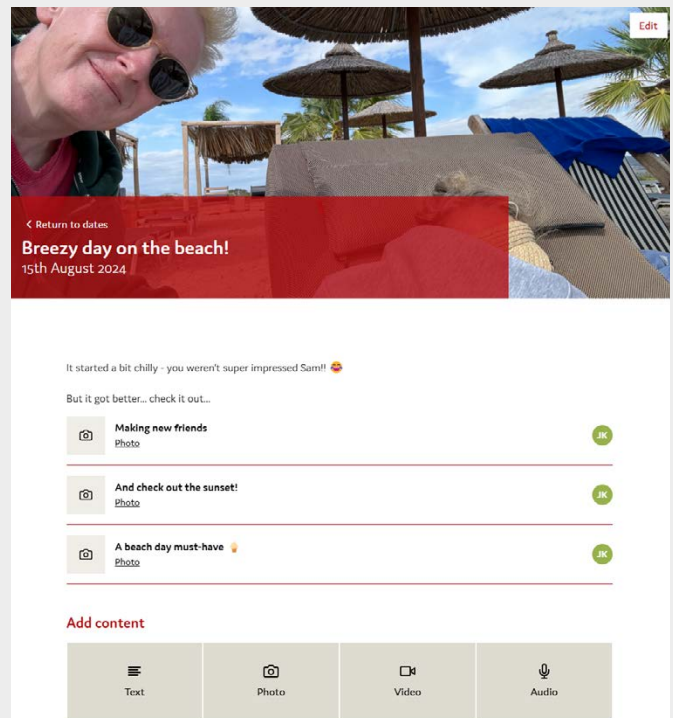 Edit
< Return to dates
Breezy day on the beach!
15th August 2024
It started a bit chilly - you weren't super impressed Sam!! 😂
But it got better... check it out...
Making new friends
Photo
JK
And check out the sunset!
Photo
JK
A beach day must-have 🍦
Photo
JK
Add content
Text
Photo
Video
Audio